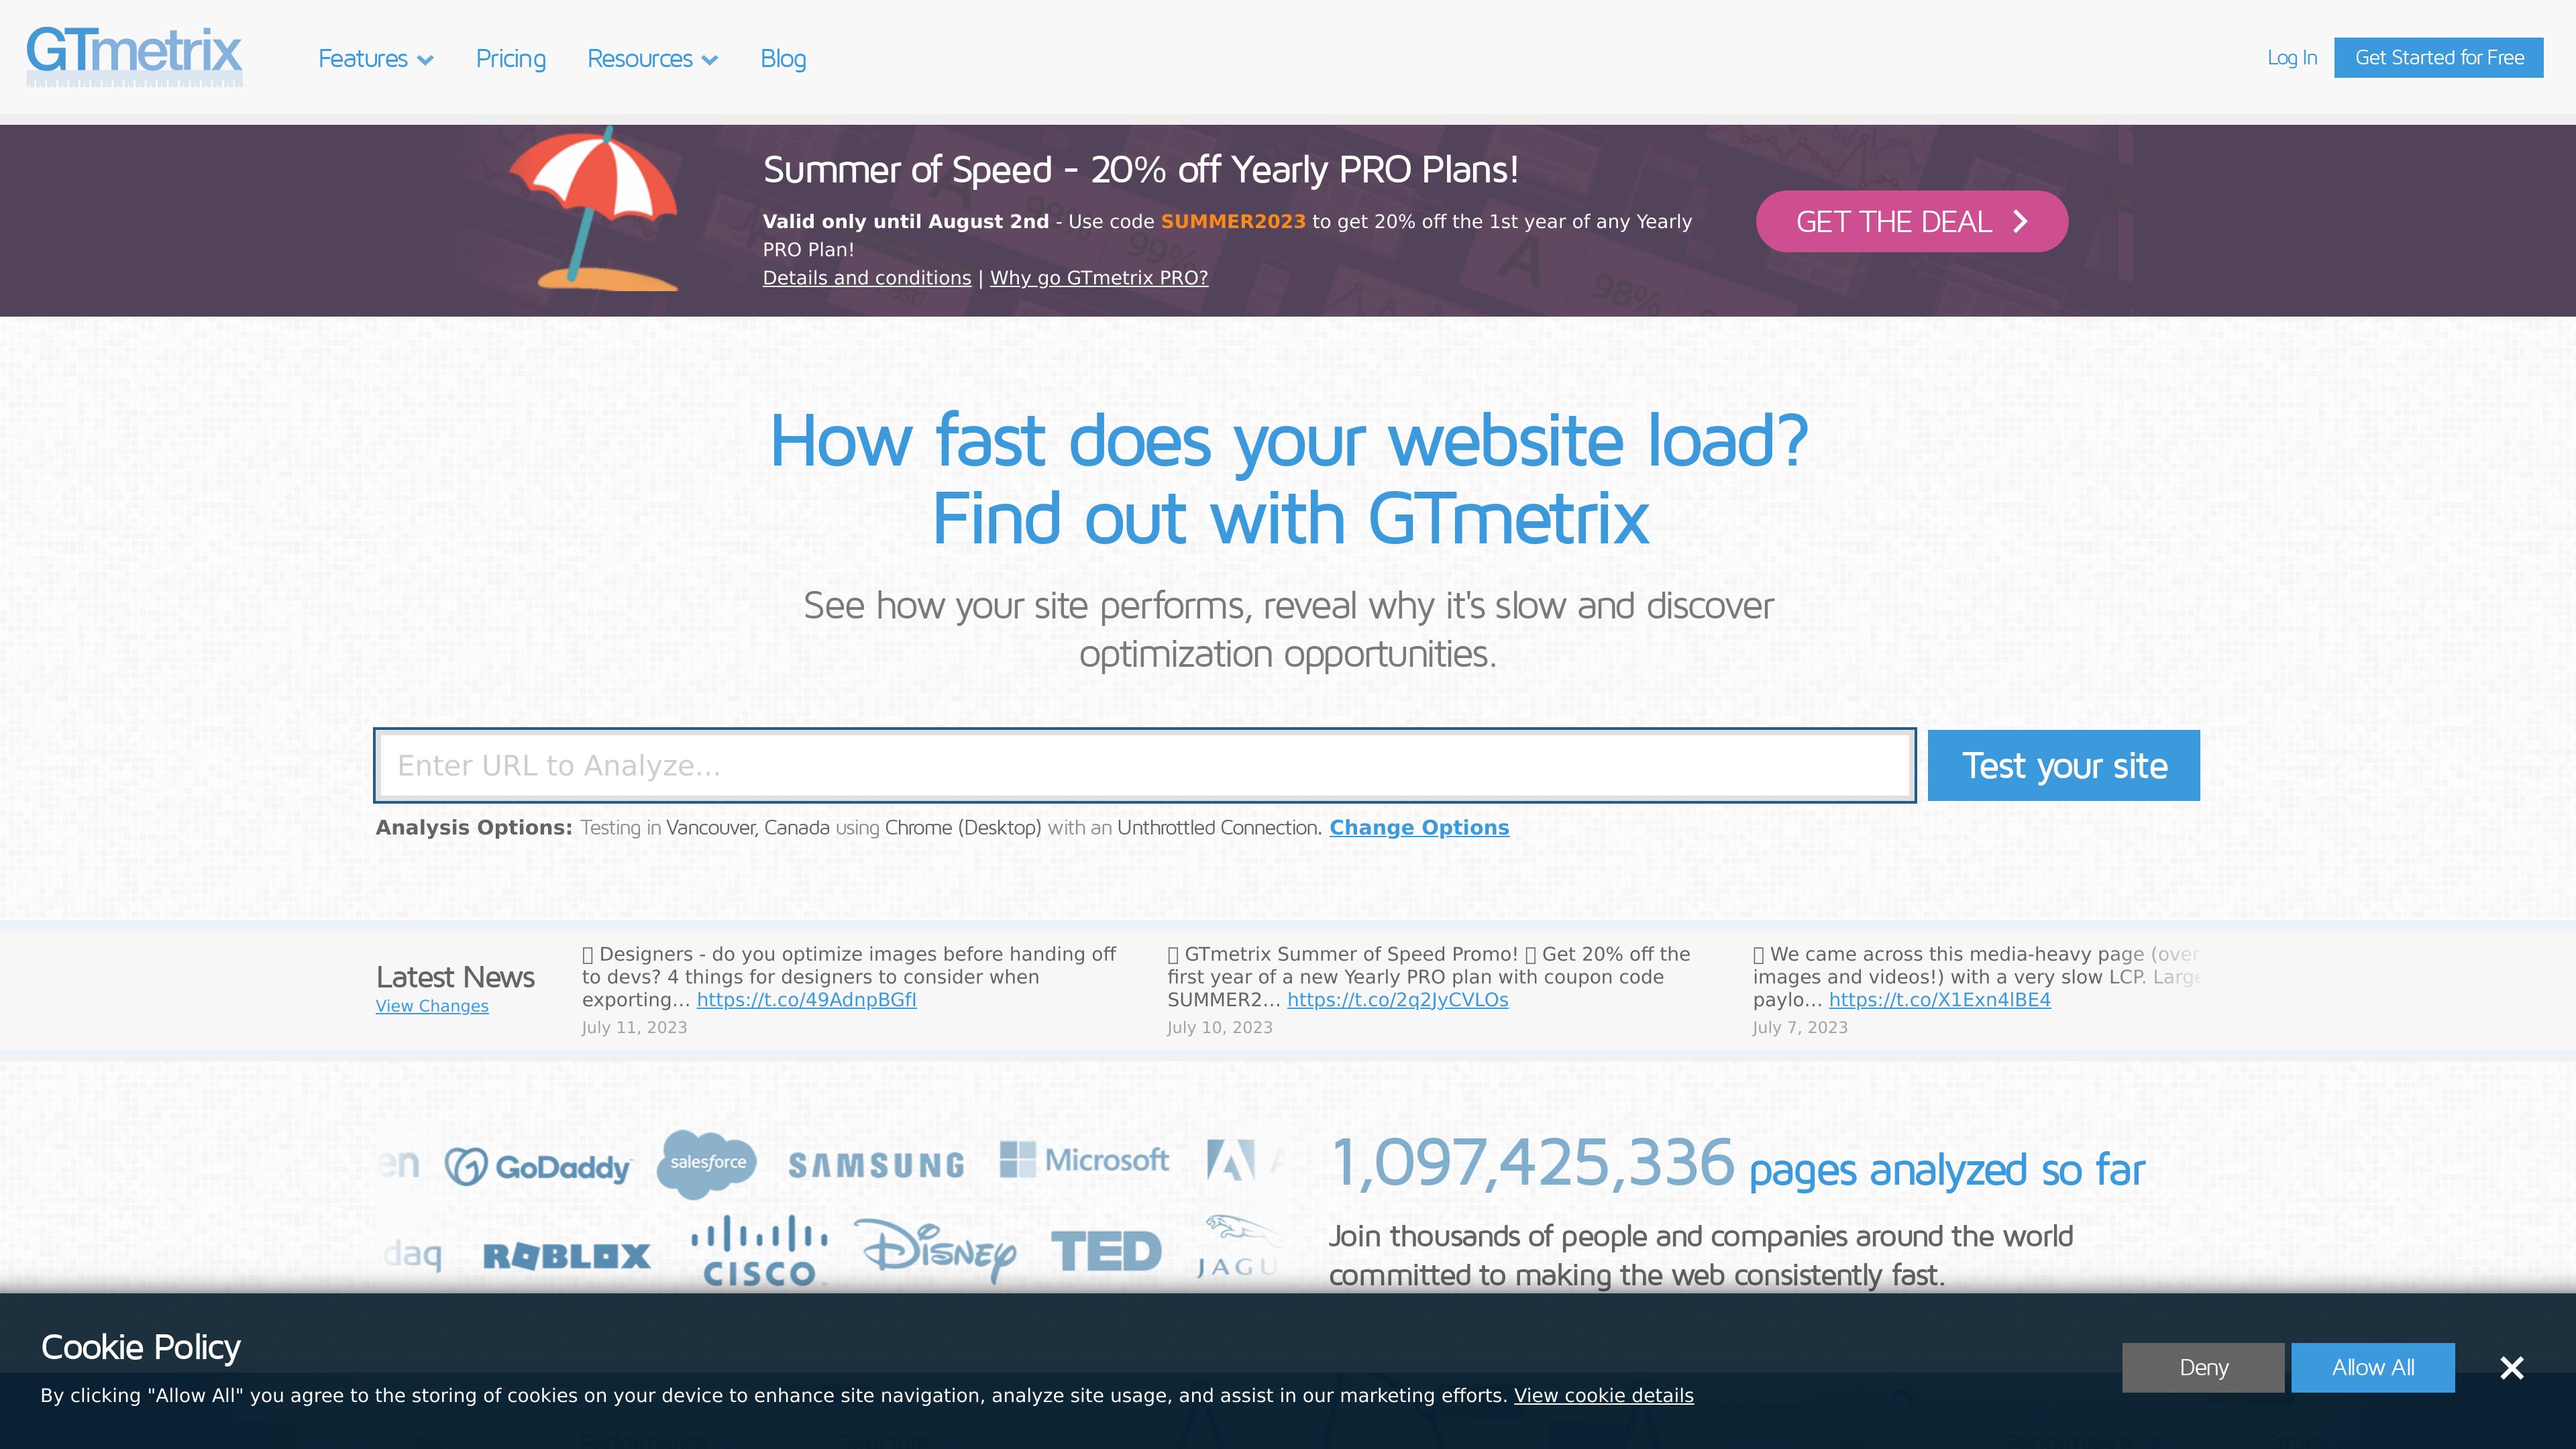 GTmetrix
Features
Pricing
Resources
Blog
Log In
Get Started for Free
Summer of Speed - 20% off Yearly PRO Plans!
Valid only until August 2nd - Use code SUMMER2023 to get 20% off the 1st year of any Yearly
PRO Plan!
Details and conditions | Why go GTmetrix PRO?
GET THE DEAL
A
98%
99%
A
98%
How fast does your website load?
Find out with GTmetrix
See how your site performs, reveal why it's slow and discover
optimization opportunities.
Enter URL to Analyze...
Test your site
Analysis Options: Testing in Vancouver, Canada using Chrome (Desktop) with an Unthrottled Connection. Change Options
Latest News
View Changes
Designers - do you optimize images before handing off
to devs? 4 things for designers to consider when
exporting… https://t.co/49AdnpBGfI
July 11, 2023
GTmetrix Summer of Speed Promo! Get 20% off the
first year of a new Yearly PRO plan with coupon code
SUMMER2… https://t.co/2q2JyCVLOs
July 10, 2023
We came across this media-heavy page (over
images and videos!) with a very slow LCP. Large
paylo… https://t.co/X1Exn4lBE4
July 7, 2023
en GoDaddy salesforce SAMSUNG Microsoft A
daq ROBLOX CISCO Disney TED JAGU
1,097,425,336 pages analyzed so far
Join thousands of people and companies around the world
committed to making the web consistently fast.
Cookie Policy
By clicking "Allow All" you agree to the storing of cookies on your device to enhance site navigation, analyze site usage, and assist in our marketing efforts. View cookie details
Deny
Allow All